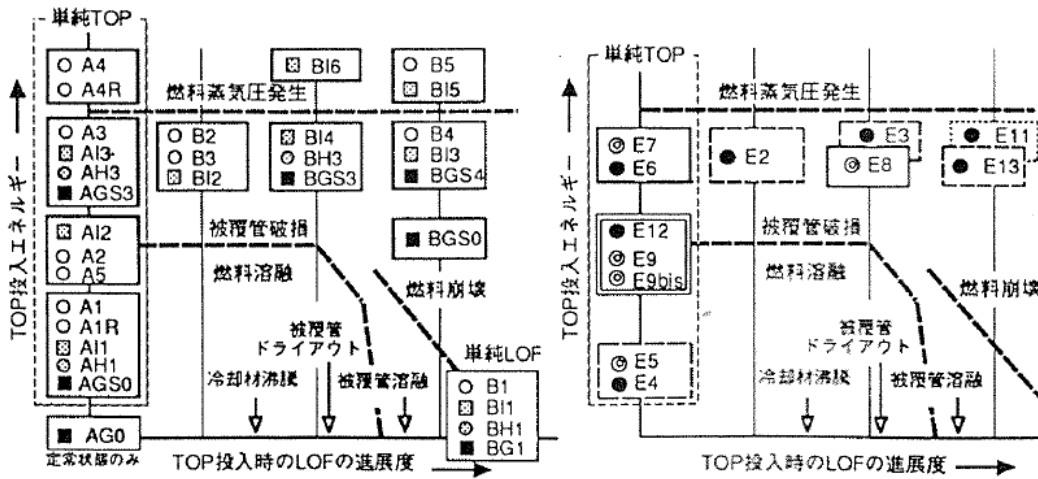 単純TOP
A4
A4R
燃料蒸気圧発生
A3
AI3
AH3
AGS3
B2
B3
BI2
BI6
BI4
BH3
BGS3
B5
BI5
B4
BI3
BGS4
BGS0
AI2
A2
A5
被覆管破損
燃料溶融
燃料崩壊
A1
A1R
AI1
AH1
AGS0
被覆管
ドライアウト
冷却材沸騰
被覆管溶融
単純LOF
B1
BI1
BH1
BG1
AG0
定常状態のみ
TOP投入エネルギー
TOP投入時のLOFの進展度
単純TOP
燃料蒸気圧発生
E7
E6
E2
E3
E8
E11
E13
E12
E9
E9bis
被覆管破損
燃料溶融
燃料崩壊
E5
E4
被覆管
ドライアウト
冷却材沸騰
被覆管溶融
TOP投入エネルギー
TOP投入時のLOFの進展度